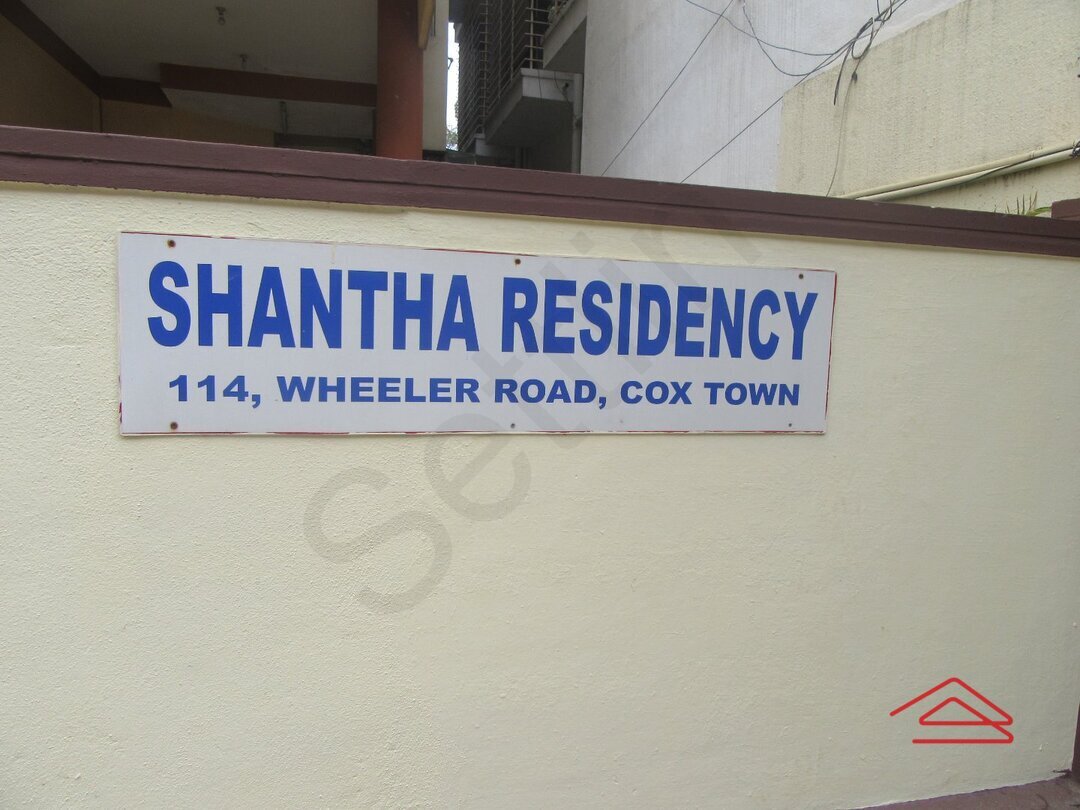 SHANTHA RESIDENCY
114, WHEELER ROAD, COX TOWN